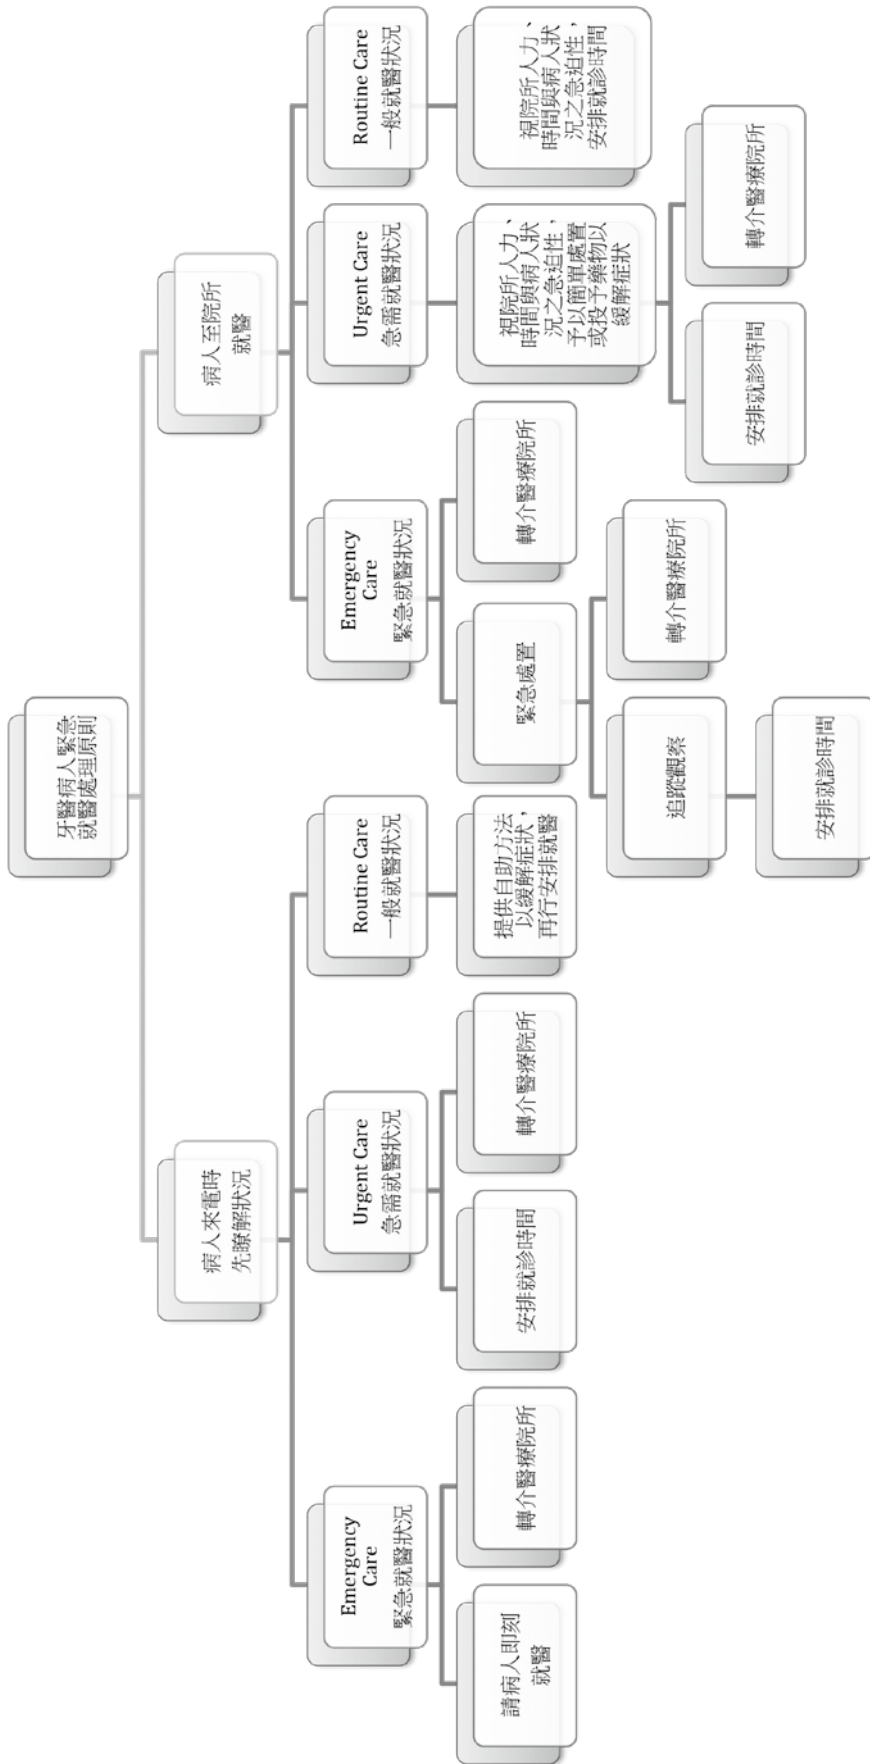 牙醫病人緊急
就醫處理原則
病人來電時
先瞭解狀況
Emergency
Care
緊急就醫狀況
請病人即刻
就醫
轉介醫療院所
Urgent Care
急需就醫狀況
安排就診時間
轉介醫療院所
Routine Care
一般就醫狀況
提供自助方法
以緩解症狀，
再行安排就醫
病人至院所
就醫
Emergency
Care
緊急就醫狀況
緊急處置
追蹤觀察
安排就診時間
轉介醫療院所
轉介醫療院所
Urgent Care
急需就醫狀況
視院所人力、
時間與病人狀
況之急迫性，
予以簡單處置
或投予藥物以
緩解症狀
安排就診時間
轉介醫療院所
Routine Care
一般就醫狀況
視院所人力、
時間與病人狀
況之急迫性，
安排就診時間